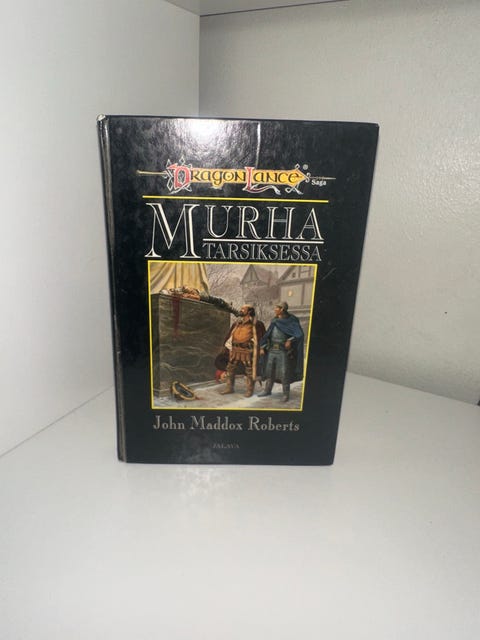 DRAGONLANCE®
Saga
MURHA
TARSIKSESSA
John Maddox Roberts
JALAVA